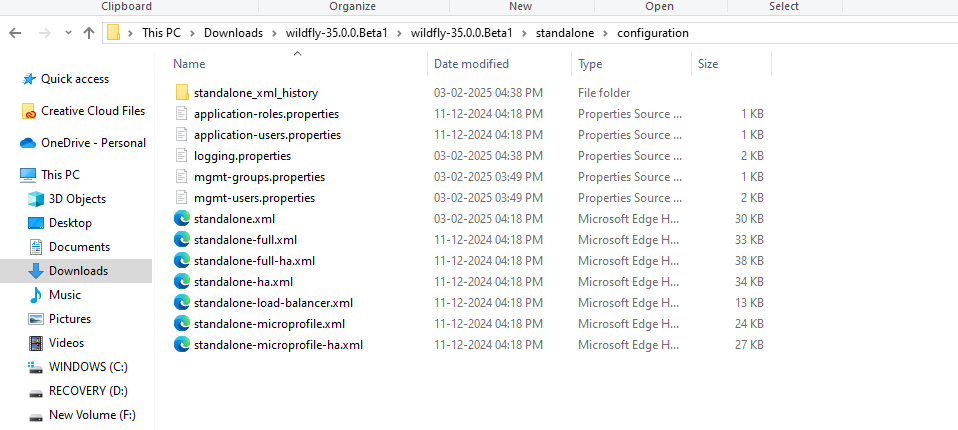 Clipboard Organize New Open Select
This PC Downloads wildfly-35.0.0.Beta1 wildfly-35.0.0.Beta1 standalone configuration
Name Date modified Type Size
Quick access
Creative Cloud Files
OneDrive - Personal
This PC
3D Objects
Desktop
Documents
Downloads
Music
Pictures
Videos
WINDOWS (C:)
RECOVERY (D:)
New Volume (F:)
standalone_xml_history 03-02-2025 04:38 PM File folder
application-roles.properties 11-12-2024 04:18 PM Properties Source ... 1 KB
application-users.properties 11-12-2024 04:18 PM Properties Source ... 1 KB
logging.properties 03-02-2025 04:38 PM Properties Source ... 2 KB
mgmt-groups.properties 03-02-2025 03:49 PM Properties Source ... 1 KB
mgmt-users.properties 03-02-2025 03:49 PM Properties Source ... 2 KB
standalone.xml 03-02-2025 04:18 PM Microsoft Edge H... 30 KB
standalone-full.xml 11-12-2024 04:18 PM Microsoft Edge H... 33 KB
standalone-full-ha.xml 11-12-2024 04:18 PM Microsoft Edge H... 38 KB
standalone-ha.xml 11-12-2024 04:18 PM Microsoft Edge H... 34 KB
standalone-load-balancer.xml 11-12-2024 04:18 PM Microsoft Edge H... 13 KB
standalone-microprofile.xml 11-12-2024 04:18 PM Microsoft Edge H... 24 KB
standalone-microprofile-ha.xml 11-12-2024 04:18 PM Microsoft Edge H... 27 KB